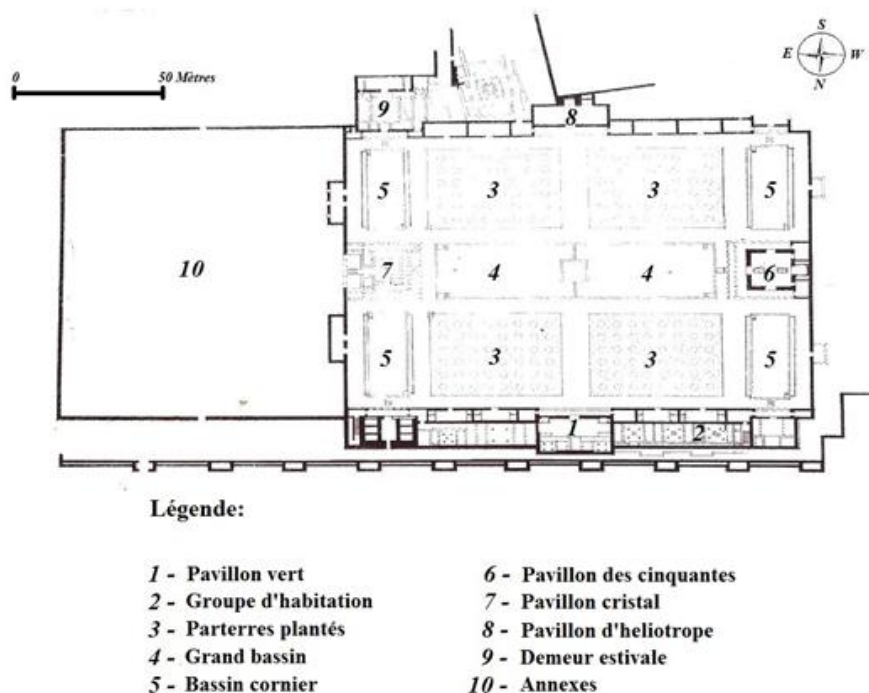 S
E W
N
0 50 Mètres
9
8
5 3 3 5
10 7 4 4 6
5 3 3 5
1 2
Légende:
1 - Pavillon vert
2 - Groupe d'habitation
3 - Parterres plantés
4 - Grand bassin
5 - Bassin cornier
6 - Pavillon des cinquantes
7 - Pavillon cristal
8 - Pavillon d'heliotrope
9 - Demeur estivale
10 - Annexes